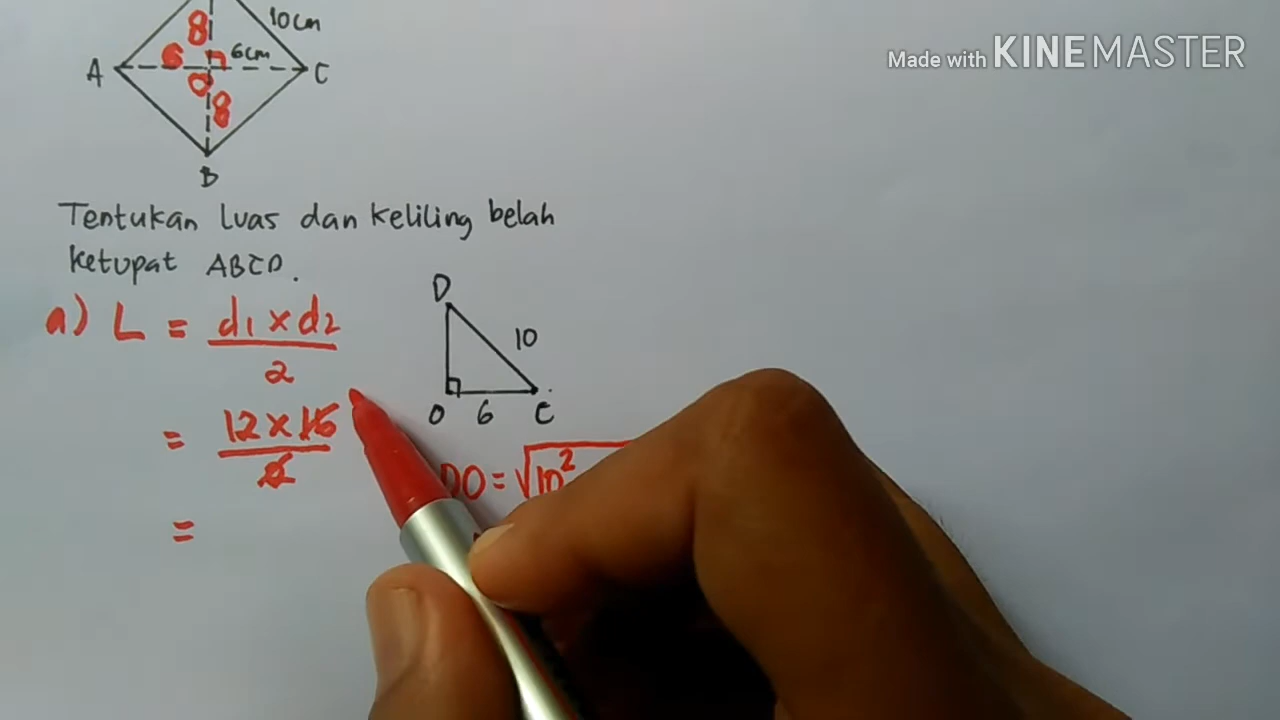 Made with KINEMASTER
8 10cm
6 6cm
A O C
8
B
Tentukan luas dan keliling belah
ketupat ABCD.
a) L = d1 x d2
2
D
10
O 6 C
= 12 x 16
2
DO = √10²
=